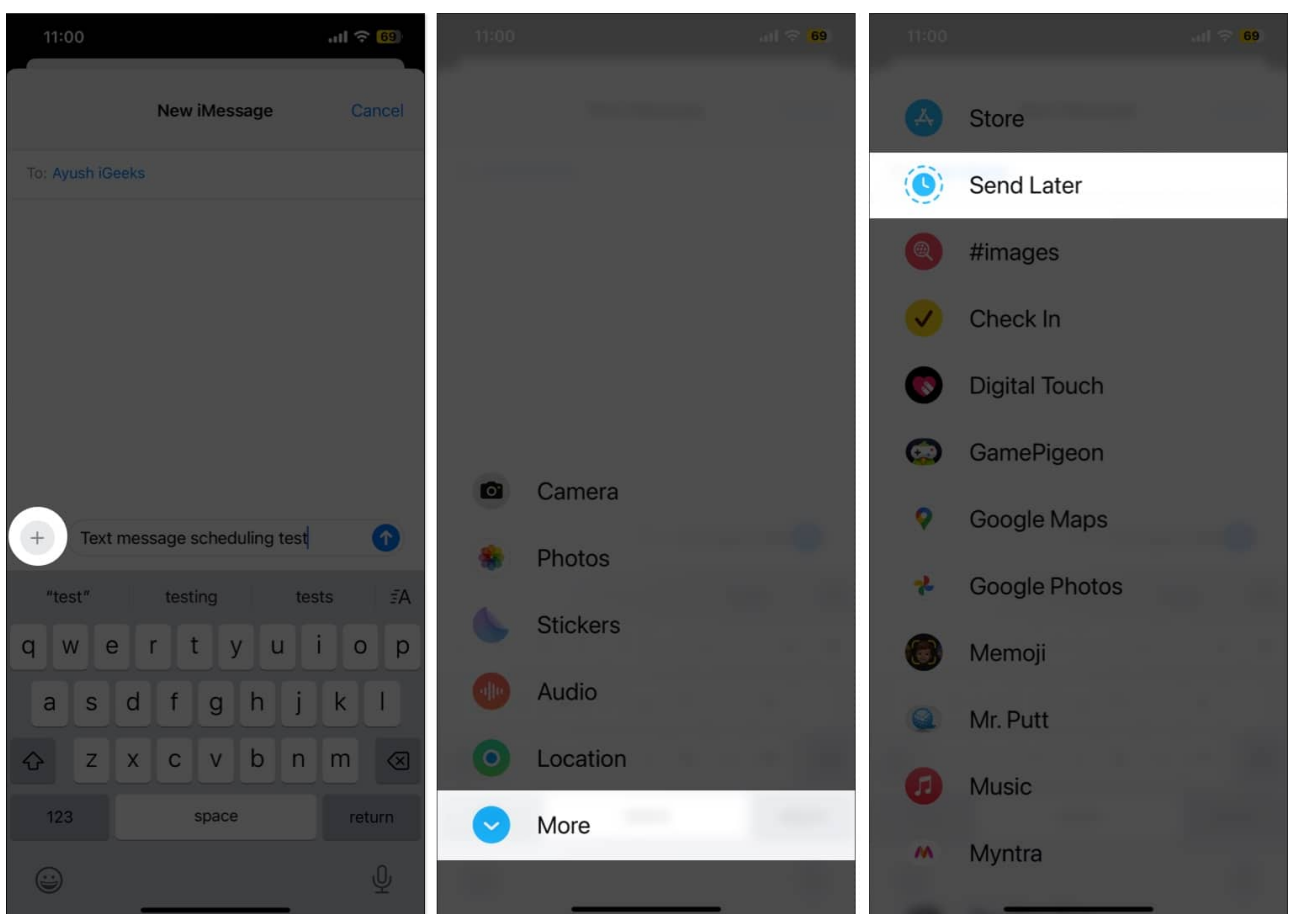 11:00
69
New iMessage
Cancel
To: Ayush iGeeks
Text message scheduling test
"test"
testing
tests
A
q w e r t y u i o p
a s d f g h j k l
z x c v b n m
123
space
return
11:00
69
Camera
Photos
Stickers
Audio
Location
More
11:00
69
Store
Send Later
#images
Check In
Digital Touch
GamePigeon
Google Maps
Google Photos
Memoji
Mr. Putt
Music
Myntra